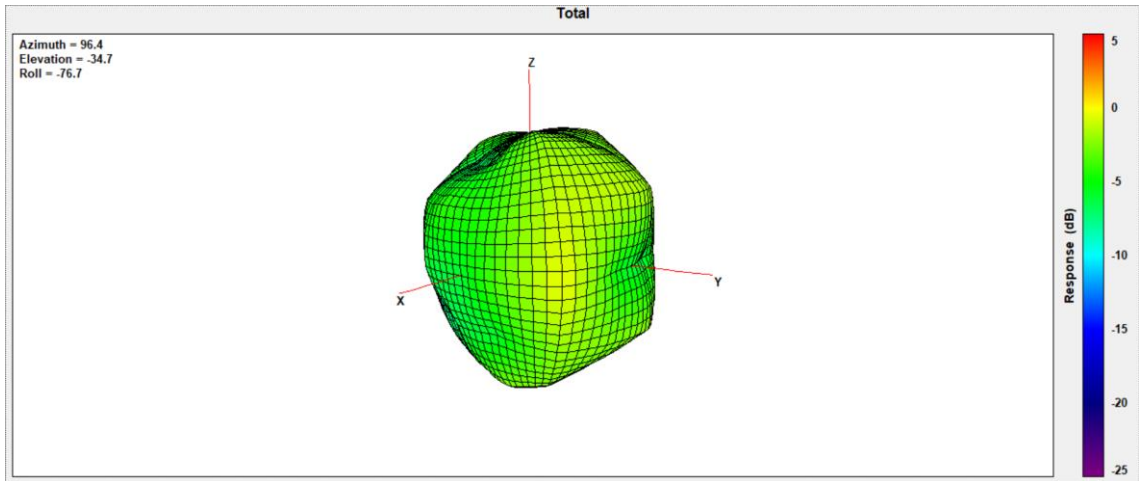 Total
Azimuth = 96.4
Elevation = -34.7
Roll = -76.7
Z
X
Y
5
0
-5
-10
-15
-20
-25
Response (dB)